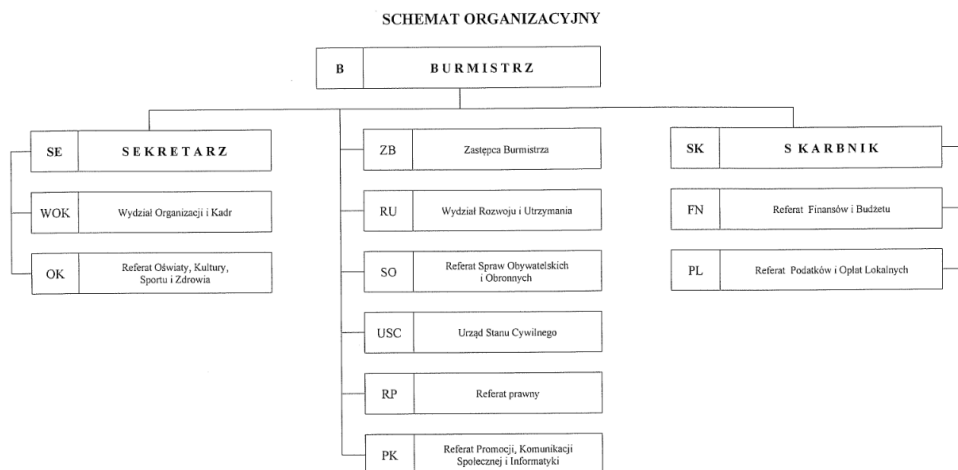 SCHEMAT ORGANIZACYJNY
B BURMISTRZ
SE SEKRETARZ
WOK Wydział Organizacji i Kadr
OK Referat Oświaty, Kultury,
Sportu i Zdrowia
ZB Zastępca Burmistrza
RU Wydział Rozwoju i Utrzymania
SO Referat Spraw Obywatelskich
i Obronnych
USC Urząd Stanu Cywilnego
RP Referat prawny
PK Referat Promocji, Komunikacji
Społecznej i Informatyki
SK SKARBNIK
FN Referat Finansów i Budżetu
PL Referat Podatków i Opłat Lokalnych